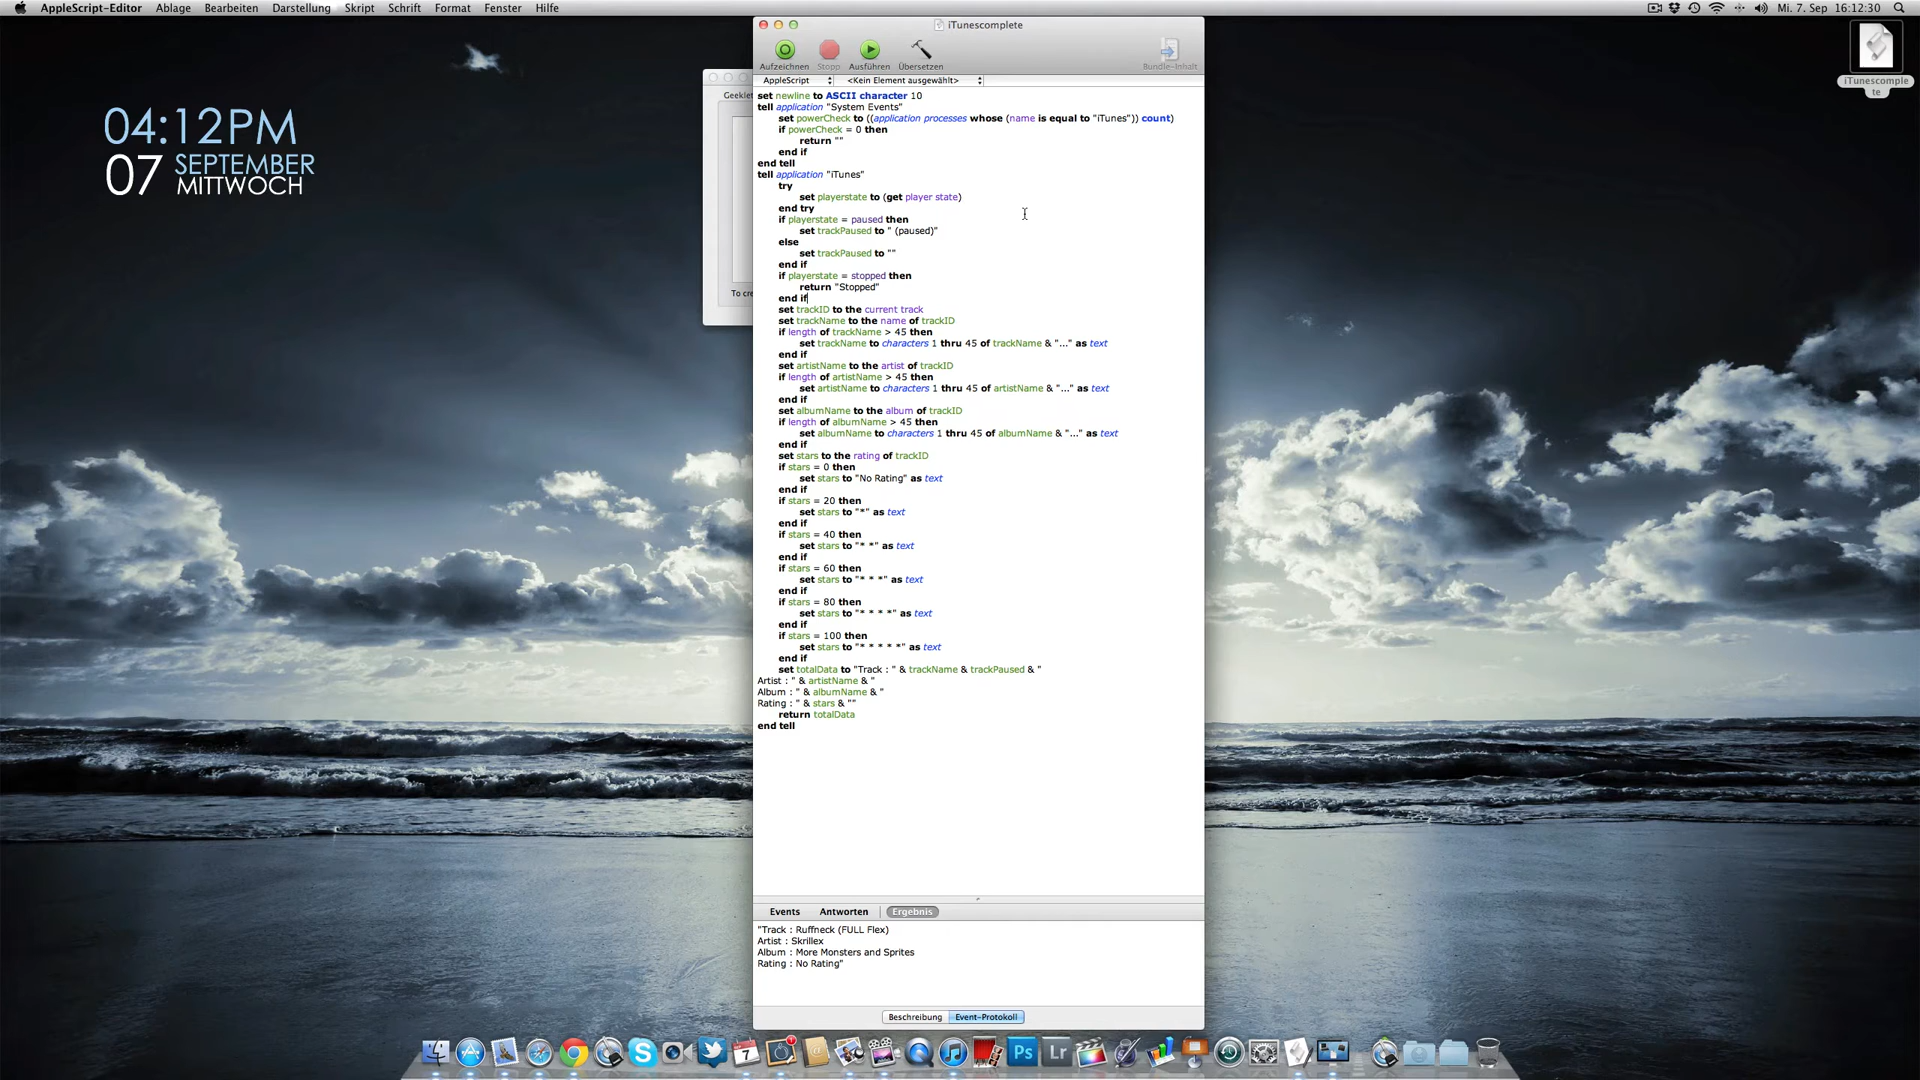 AppleScript-Editor Ablage Bearbeiten Darstellung Skript Schrift Format Fenster Hilfe
Mi. 7. Sep 16:12:30
iTunescomplete
Aufzeichnen Stopp Ausführen Übersetzen Bundle-Inhalt
AppleScript <Kein Element ausgewählt>
04:12PM
07 SEPTEMBER
MITTWOCH
iTunescomple
te
Geekle
To cre
set newline to ASCII character 10
tell application "System Events"
set powerCheck to ((application processes whose (name is equal to "iTunes")) count)
if powerCheck = 0 then
return ""
end if
end tell
tell application "iTunes"
try
set playerstate to (get player state)
end try
if playerstate = paused then
set trackPaused to " (paused)"
else
set trackPaused to ""
end if
if playerstate = stopped then
return "Stopped"
end if
set trackID to the current track
set trackName to the name of trackID
if length of trackName > 45 then
set trackName to characters 1 thru 45 of trackName & "..." as text
end if
set artistName to the artist of trackID
if length of artistName > 45 then
set artistName to characters 1 thru 45 of artistName & "..." as text
end if
set albumName to the album of trackID
if length of albumName > 45 then
set albumName to characters 1 thru 45 of albumName & "..." as text
end if
set stars to the rating of trackID
if stars = 0 then
set stars to "No Rating" as text
end if
if stars = 20 then
set stars to "*" as text
end if
if stars = 40 then
set stars to "* *" as text
end if
if stars = 60 then
set stars to "* * *" as text
end if
if stars = 80 then
set stars to "* * * *" as text
end if
if stars = 100 then
set stars to "* * * * *" as text
end if
set totalData to "Track : " & trackName & trackPaused & "
Artist : " & artistName & "
Album : " & albumName & "
Rating : " & stars & ""
return totalData
end tell
Events Antworten Ergebnis
"Track : Ruffneck (FULL Flex)
Artist : Skrillex
Album : More Monsters and Sprites
Rating : No Rating"
Beschreibung Event-Protokoll
7
Ps
Lr